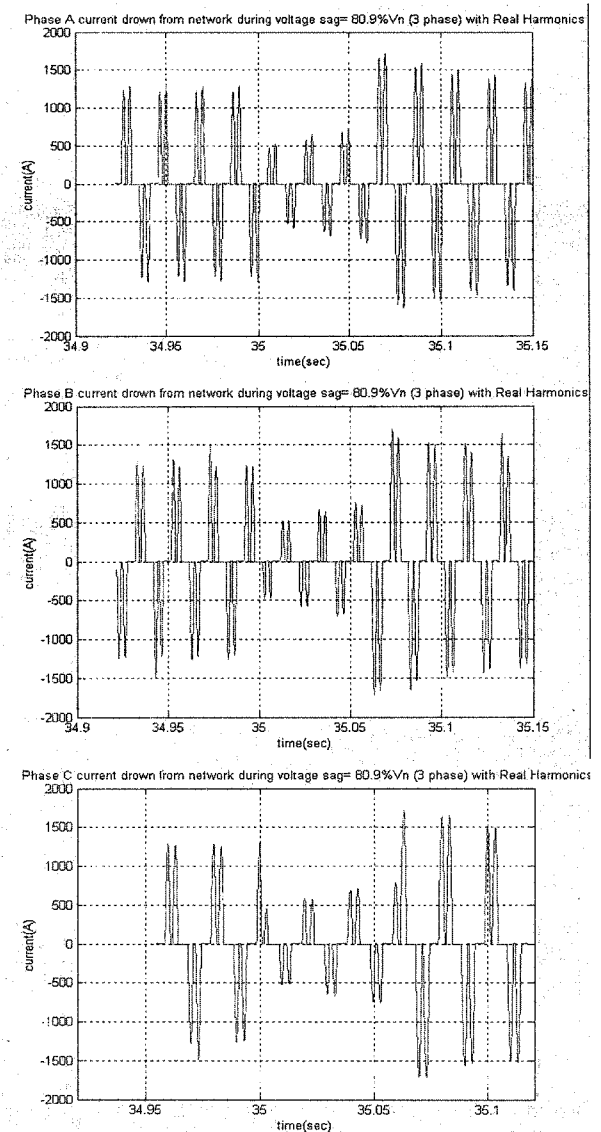 Phase A current drown from network during voltage sag= 80.9%Vn (3 phase) with Real Harmonics
2000
1500
1000
500
0
-500
-1000
-1500
-2000
current(A)
34.9 34.95 35 35.05 35.1 35.15
time(sec)
Phase B current drown from network during voltage sag= 80.9%Vn (3 phase) with Real Harmonics
2000
1500
1000
500
0
-500
-1000
-1500
-2000
current(A)
34.9 34.95 35 35.05 35.1 35.15
time(sec)
Phase C current drown from network during voltage sag= 80.9%Vn (3 phase) with Real Harmonics
2000
1500
1000
500
0
-500
-1000
-1500
-2000
current(A)
34.95 35 35.05 35.1
time(sec)